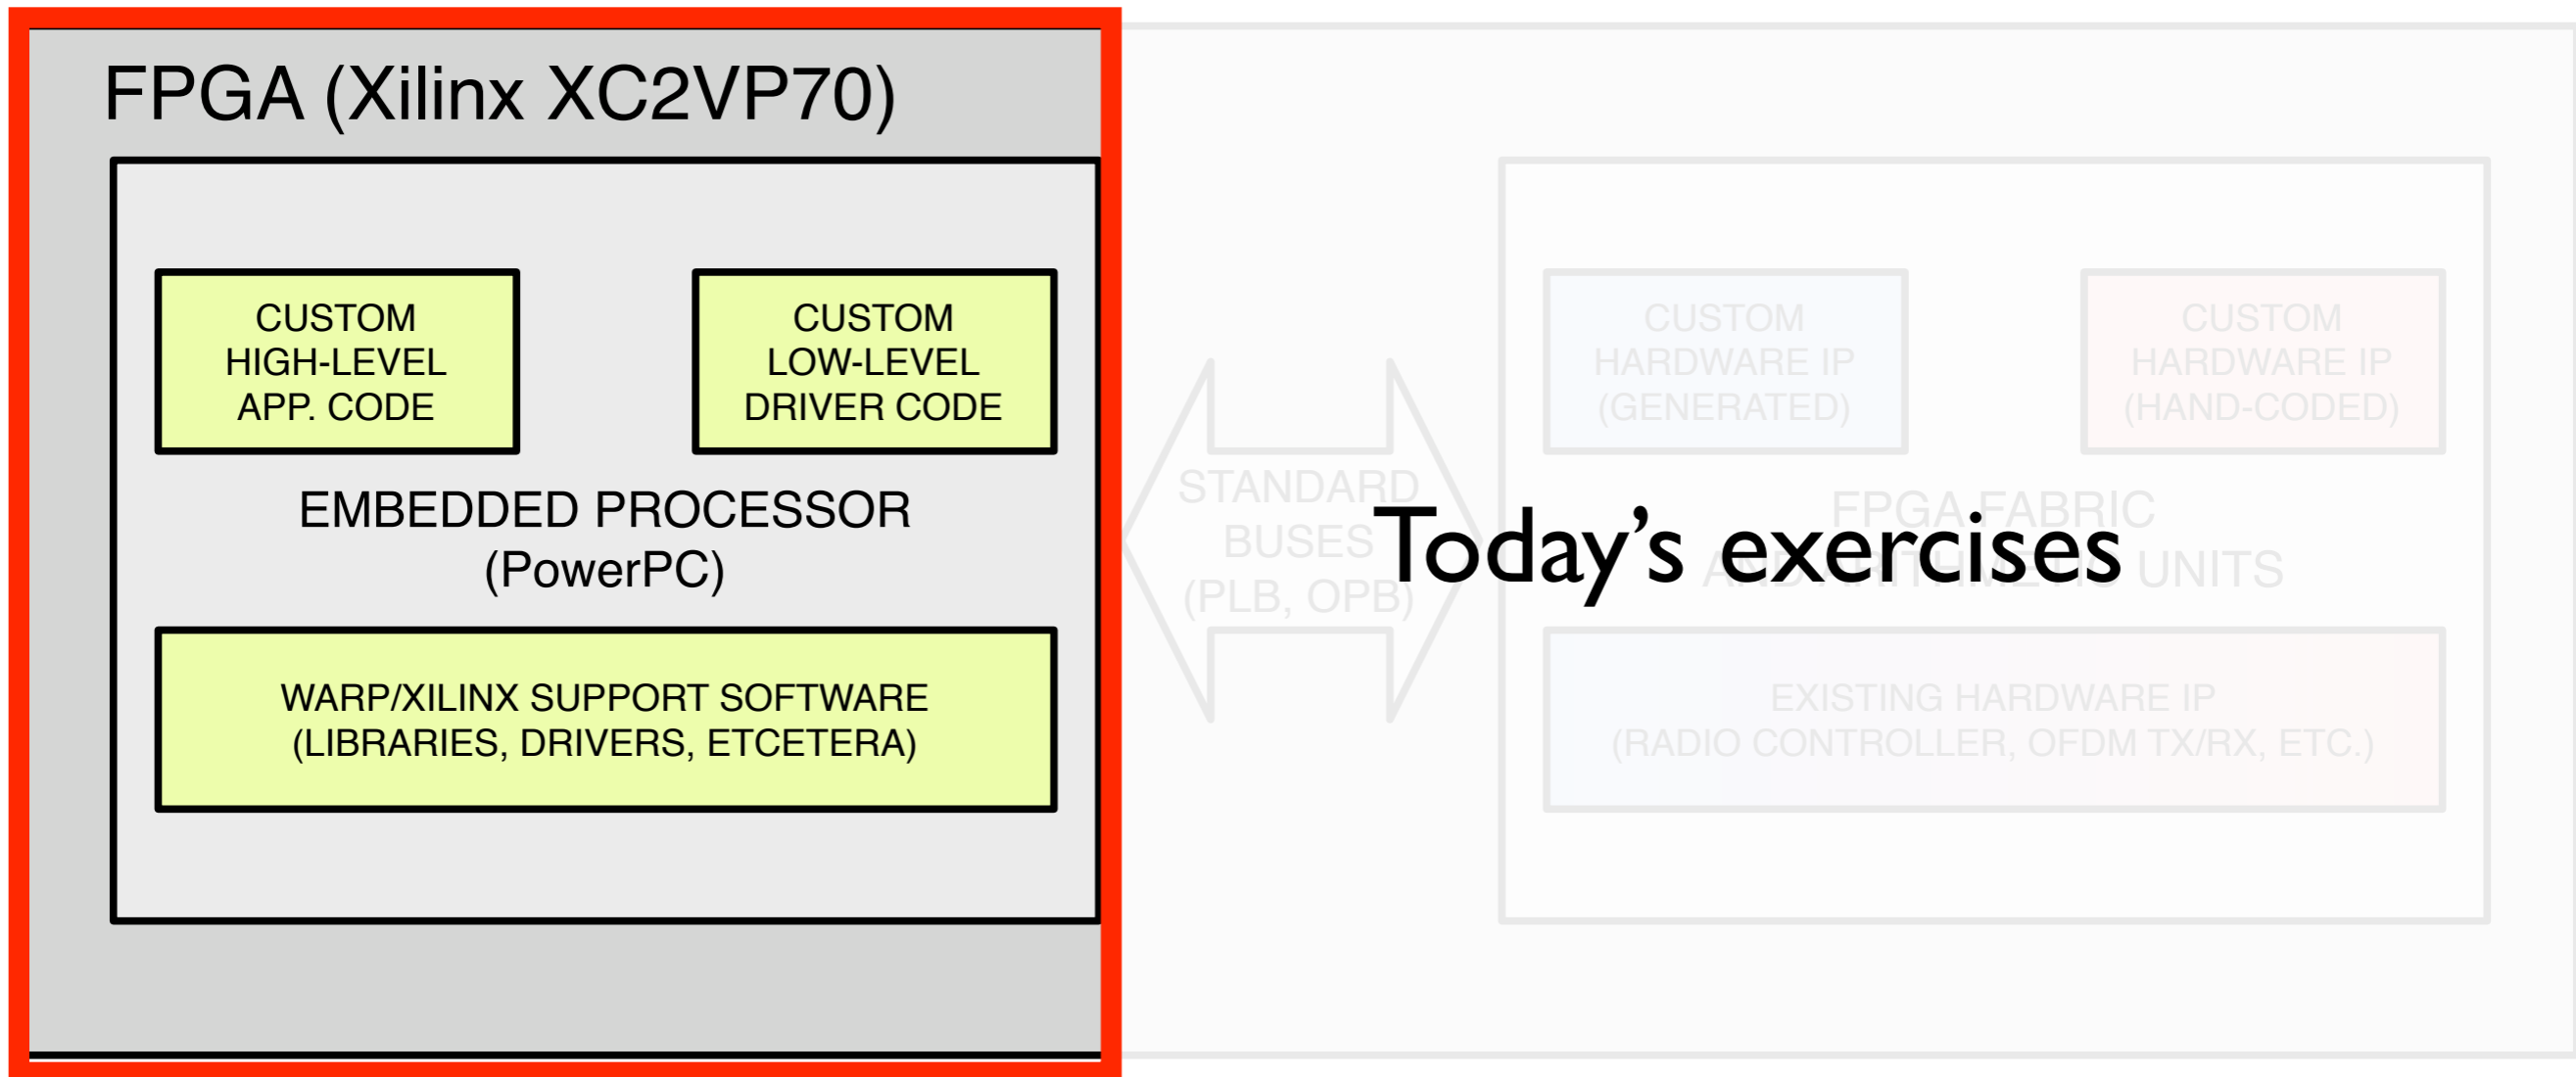 FPGA (Xilinx XC2VP70)
CUSTOM
HIGH-LEVEL
APP. CODE
CUSTOM
LOW-LEVEL
DRIVER CODE
EMBEDDED PROCESSOR
(PowerPC)
WARP/XILINX SUPPORT SOFTWARE
(LIBRARIES, DRIVERS, ETCETERA)
STANDARD
BUSES
(PLB, OPB)
Today’s exercises
CUSTOM
HARDWARE IP
(GENERATED)
CUSTOM
HARDWARE IP
(HAND-CODED)
FPGA FABRIC
AND ARITHMETIC UNITS
EXISTING HARDWARE IP
(RADIO CONTROLLER, OFDM TX/RX, ETC.)